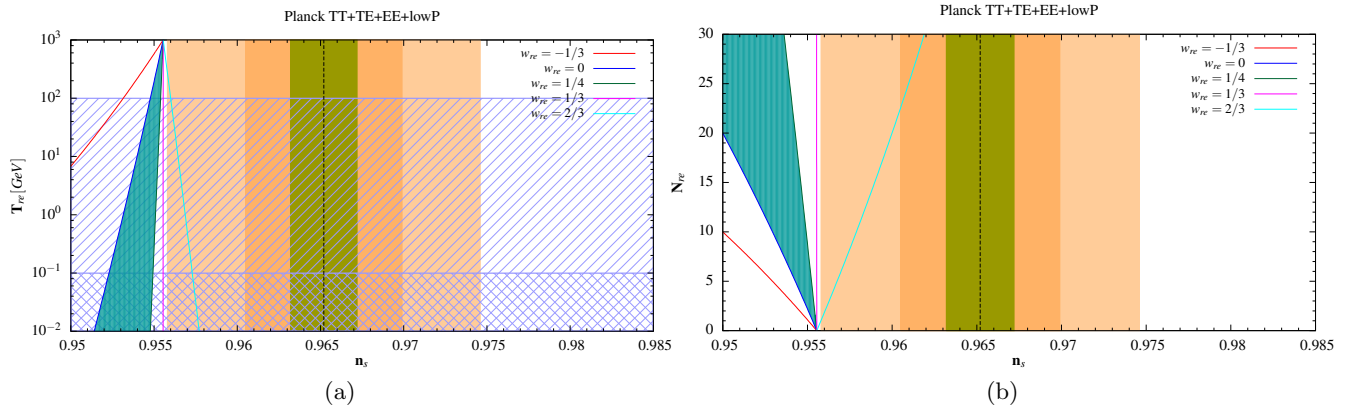 Planck TT+TE+EE+lowP
T_re [GeV]
10^3
10^2
10^1
10^0
10^-1
10^-2
w_re = −1/3
w_re = 0
w_re = 1/4
w_re = 1/3
w_re = 2/3
0.95 0.955 0.96 0.965 0.97 0.975 0.98 0.985
n_s
(a)
Planck TT+TE+EE+lowP
N_re
30
25
20
15
10
5
0
w_re = −1/3
w_re = 0
w_re = 1/4
w_re = 1/3
w_re = 2/3
0.95 0.955 0.96 0.965 0.97 0.975 0.98 0.985
n_s
(b)